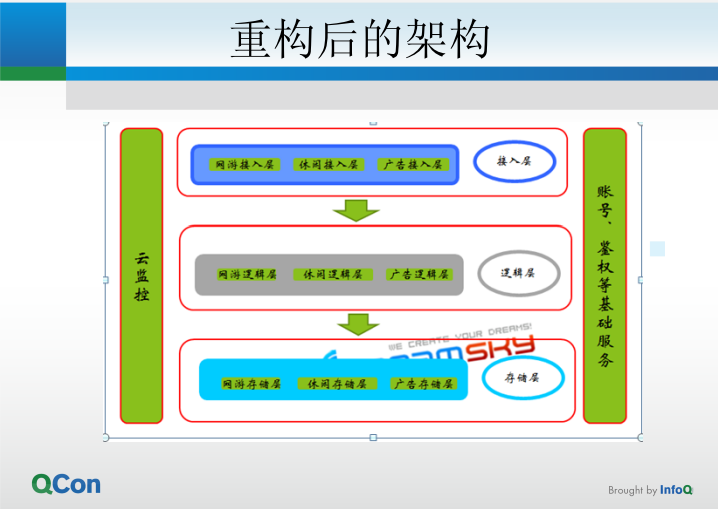 重构后的架构
云监控
网游接入层 休闲接入层 广告接入层
接入层
网游逻辑层 休闲逻辑层 广告逻辑层
逻辑层
WE CREATE YOUR DREAMS!
SKY
网游存储层 休闲存储层 广告存储层
存储层
账号、鉴权等基础服务
QCon
Brought by InfoQ